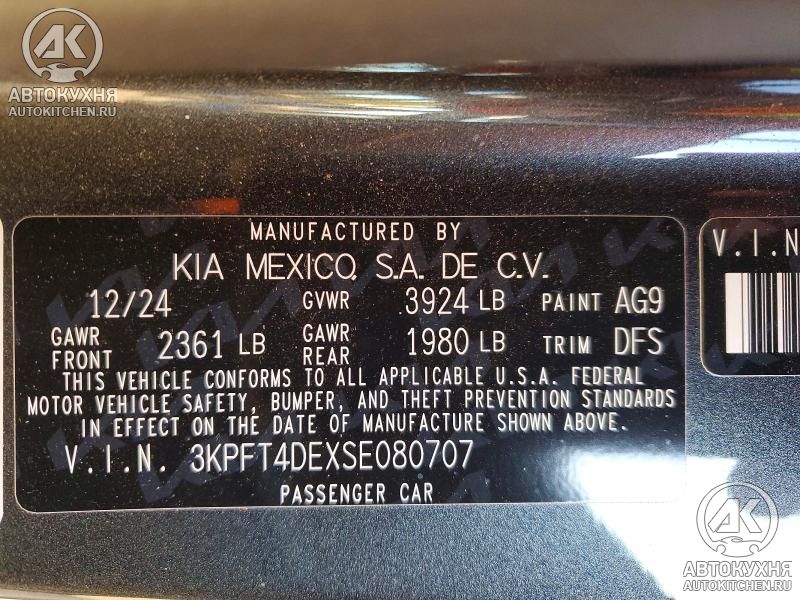 АК
АВТОКУХНЯ
AUTOKITCHEN.RU
MANUFACTURED BY
KIA MEXICO, S.A. DE C.V.
12/24 GVWR 3924 LB PAINT AG9
GAWR FRONT 2361 LB GAWR REAR 1980 LB TRIM DFS
THIS VEHICLE CONFORMS TO ALL APPLICABLE U.S.A. FEDERAL
MOTOR VEHICLE SAFETY, BUMPER, AND THEFT PREVENTION STANDARDS
IN EFFECT ON THE DATE OF MANUFACTURE SHOWN ABOVE.
V.I.N. 3KPFT4DEXSE080707
PASSENGER CAR
V.I.N
АК
АВТОКУХНЯ
AUTOKITCHEN.RU